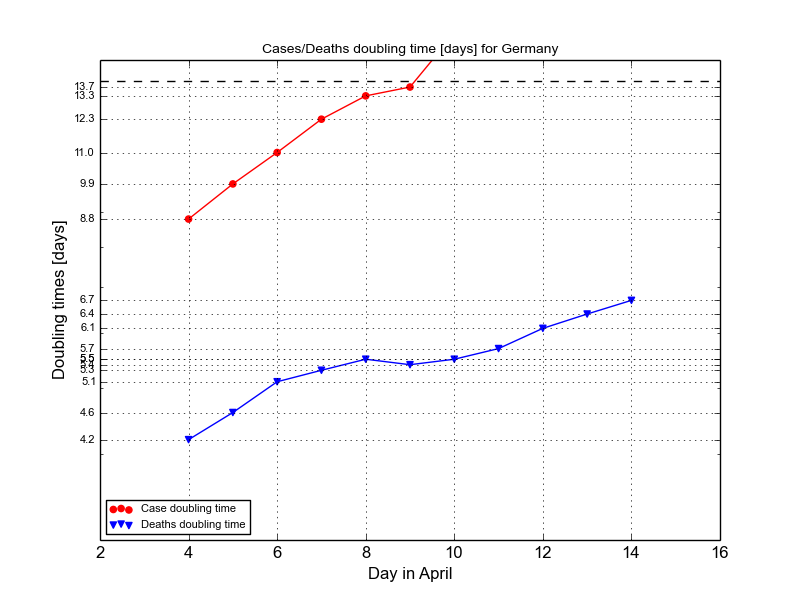 Cases/Deaths doubling time [days] for Germany
13.7
13.3
12.3
11.0
9.9
8.8
6.7
6.4
6.1
5.7
5.5
5.3
5.1
4.6
4.2
Doubling times [days]
Case doubling time
Deaths doubling time
2 4 6 8 10 12 14 16
Day in April